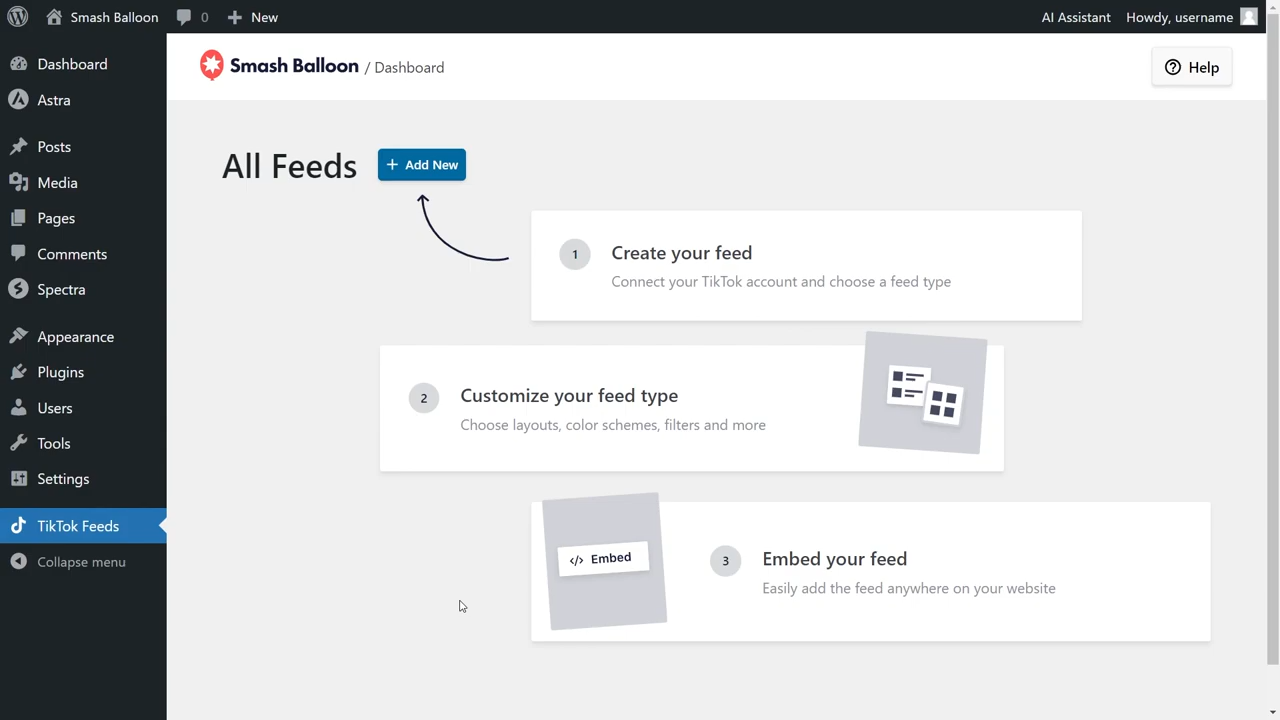 Smash Balloon 0 New AI Assistant Howdy, username
Dashboard
Astra
Posts
Media
Pages
Comments
Spectra
Appearance
Plugins
Users
Tools
Settings
TikTok Feeds
Collapse menu
Smash Balloon / Dashboard
Help
All Feeds
+ Add New
1
Create your feed
Connect your TikTok account and choose a feed type
2
Customize your feed type
Choose layouts, color schemes, filters and more
</> Embed
3
Embed your feed
Easily add the feed anywhere on your website